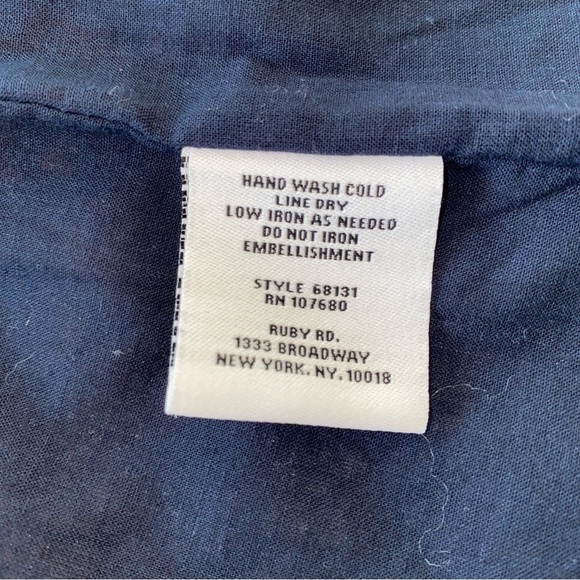 HAND WASH COLD
LINE DRY
LOW IRON AS NEEDED
DO NOT IRON
EMBELLISHMENT
STYLE 68131
RN 107680
RUBY RD.
1333 BROADWAY
NEW YORK. NY. 10018